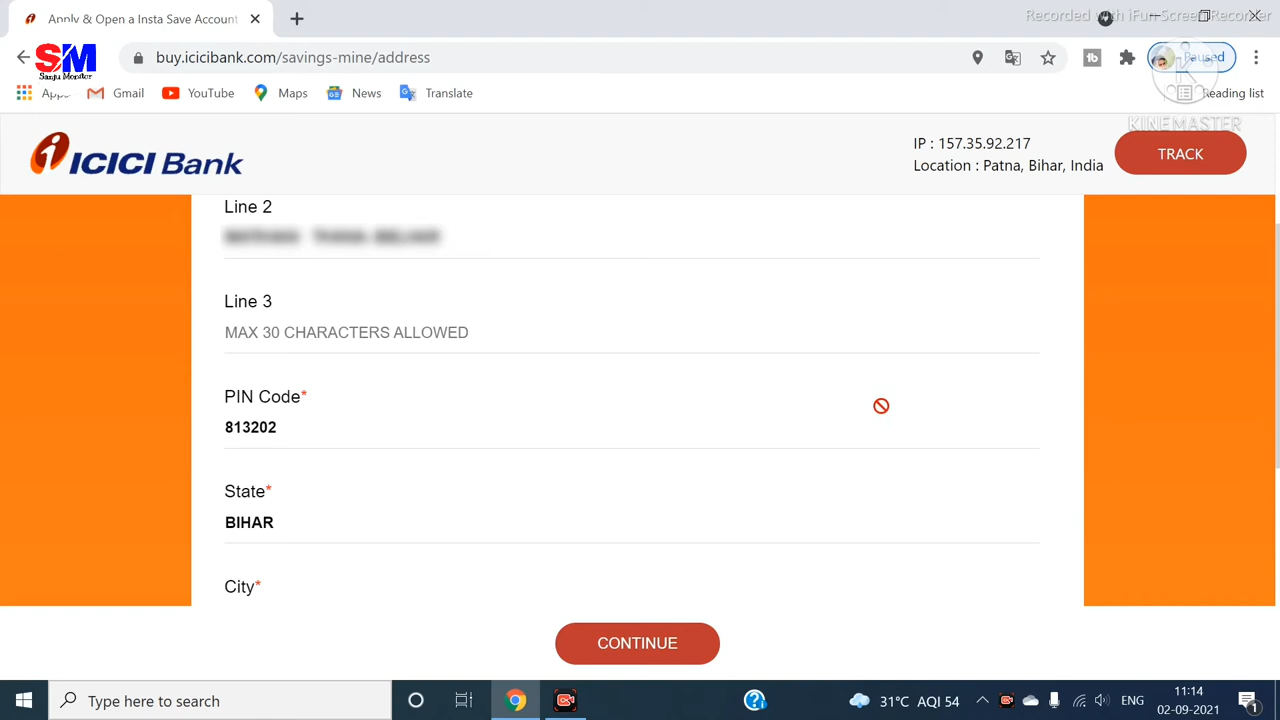 Apply & Open a Insta Save Account
Recorded with iFun Screen Recorder
SM
Sanju Monitor
buy.icicibank.com/savings-mine/address
Paused
Apps
Gmail
YouTube
Maps
News
Translate
Reading list
KINEMASTER
ICICI Bank
IP : 157.35.92.217
Location : Patna, Bihar, India
TRACK
Line 2
Line 3
MAX 30 CHARACTERS ALLOWED
PIN Code*
813202
State*
BIHAR
City*
CONTINUE
Type here to search
31°C AQI 54
ENG
11:14
02-09-2021
1